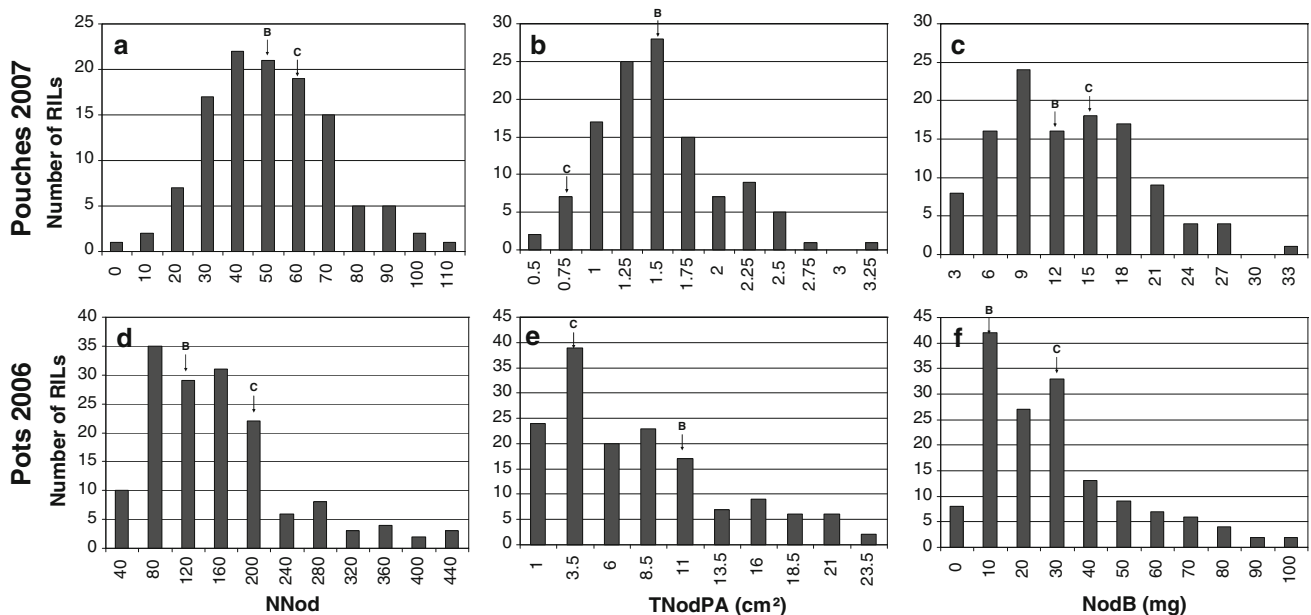 Pouches 2007
Number of RILs
a
25
20
15
10
5
0
B
C
0 10 20 30 40 50 60 70 80 90 100 110
b
30
25
20
15
10
5
0
C
B
0.5 0.75 1 1.25 1.5 1.75 2 2.25 2.5 2.75 3 3.25
c
30
25
20
15
10
5
0
B
C
3 6 9 12 15 18 21 24 27 30 33
Pots 2006
Number of RILs
d
45
40
35
30
25
20
15
10
5
0
B
C
40 80 120 160 200 240 280 320 360 400 440
NNod
e
45
40
35
30
25
20
15
10
5
0
C
B
1 3.5 6 8.5 11 13.5 16 18.5 21 23.5
TNodPA (cm²)
f
45
40
35
30
25
20
15
10
5
0
B
C
0 10 20 30 40 50 60 70 80 90 100
NodB (mg)